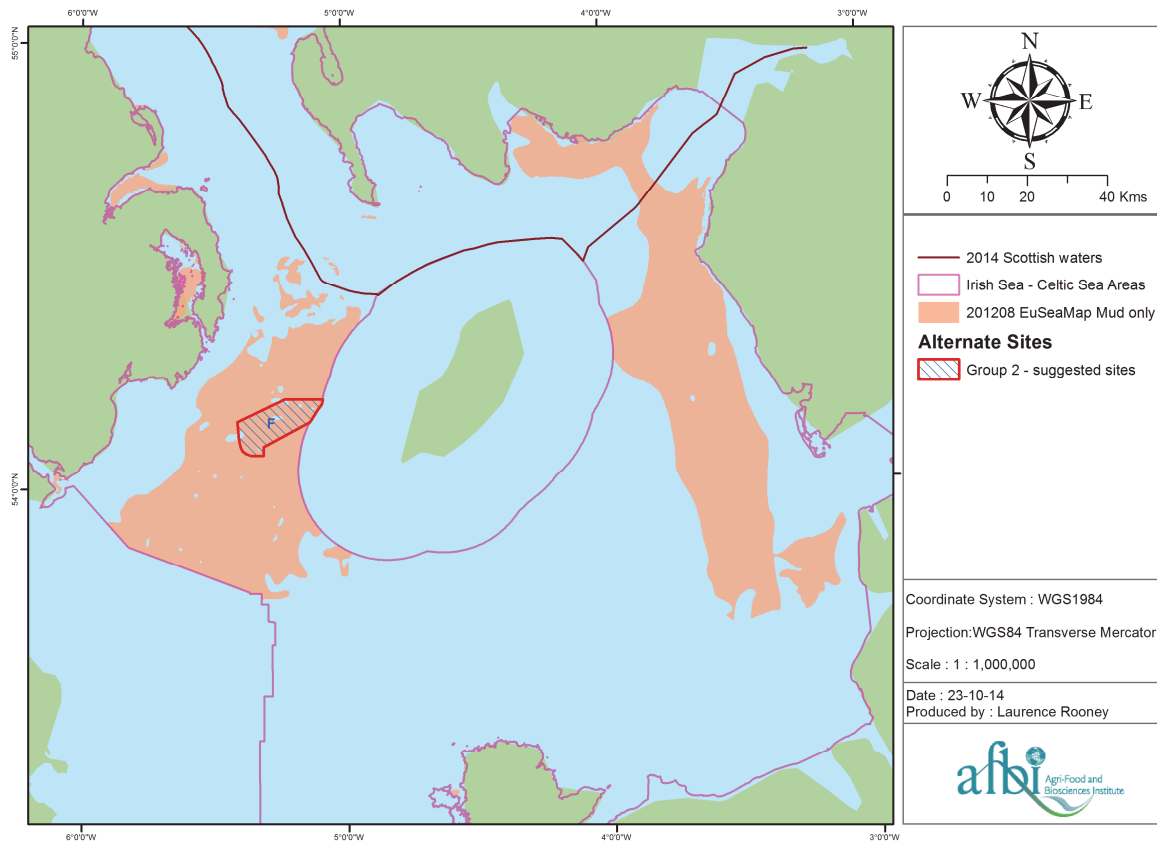 6°0'0"W 5°0'0"W 4°0'0"W 3°0'0"W
55°0'0"N
54°0'0"N
F
6°0'0"W 5°0'0"W 4°0'0"W 3°0'0"W
N
W E
S
0 10 20 40 Kms
2014 Scottish waters
Irish Sea - Celtic Sea Areas
201208 EuSeaMap Mud only
Alternate Sites
Group 2 - suggested sites
Coordinate System : WGS1984
Projection:WGS84 Transverse Mercator
Scale : 1 : 1,000,000
Date : 23-10-14
Produced by : Laurence Rooney
afbi
Agri-Food and
Biosciences Institute